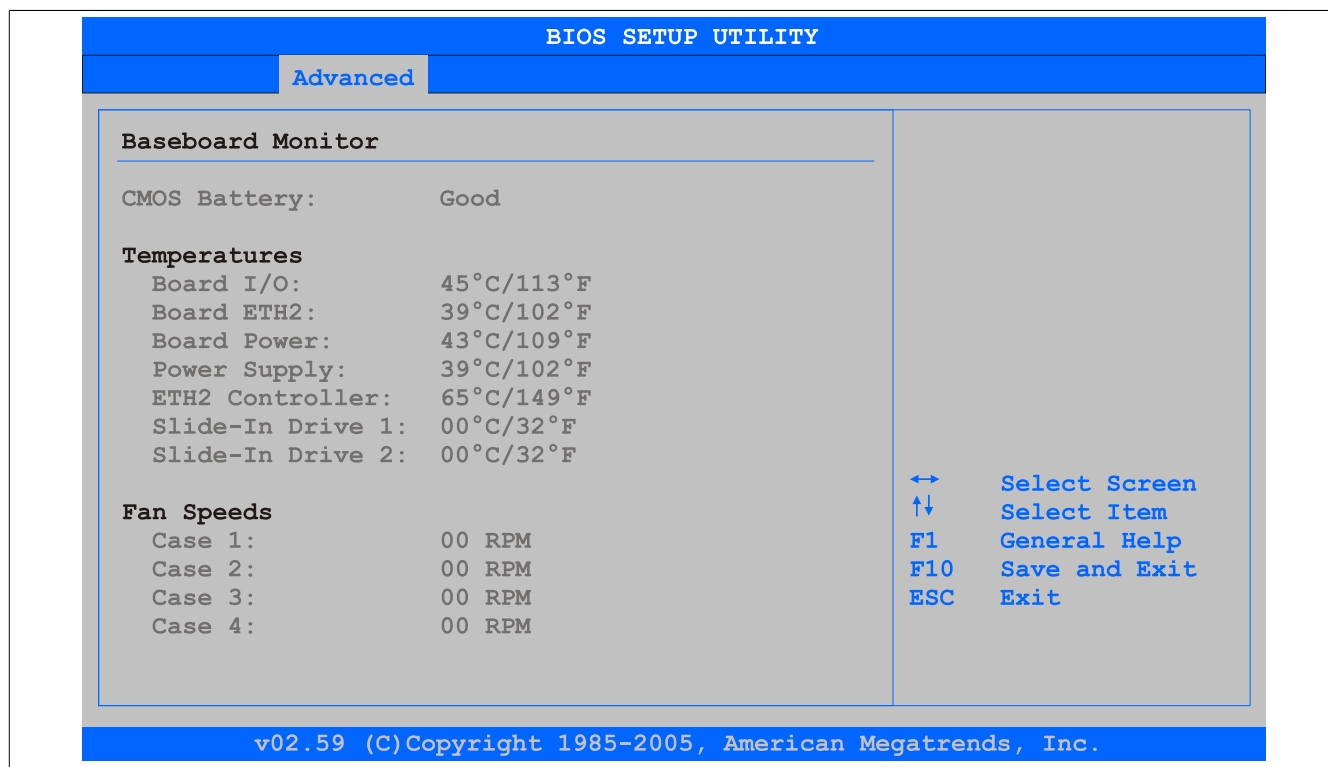 BIOS SETUP UTILITY
Advanced
Baseboard Monitor
CMOS Battery: Good
Temperatures
Board I/O: 45°C/113°F
Board ETH2: 39°C/102°F
Board Power: 43°C/109°F
Power Supply: 39°C/102°F
ETH2 Controller: 65°C/149°F
Slide-In Drive 1: 00°C/32°F
Slide-In Drive 2: 00°C/32°F
Fan Speeds
Case 1: 00 RPM
Case 2: 00 RPM
Case 3: 00 RPM
Case 4: 00 RPM
↔ Select Screen
↑↓ Select Item
F1 General Help
F10 Save and Exit
ESC Exit
v02.59 (C)Copyright 1985-2005, American Megatrends, Inc.